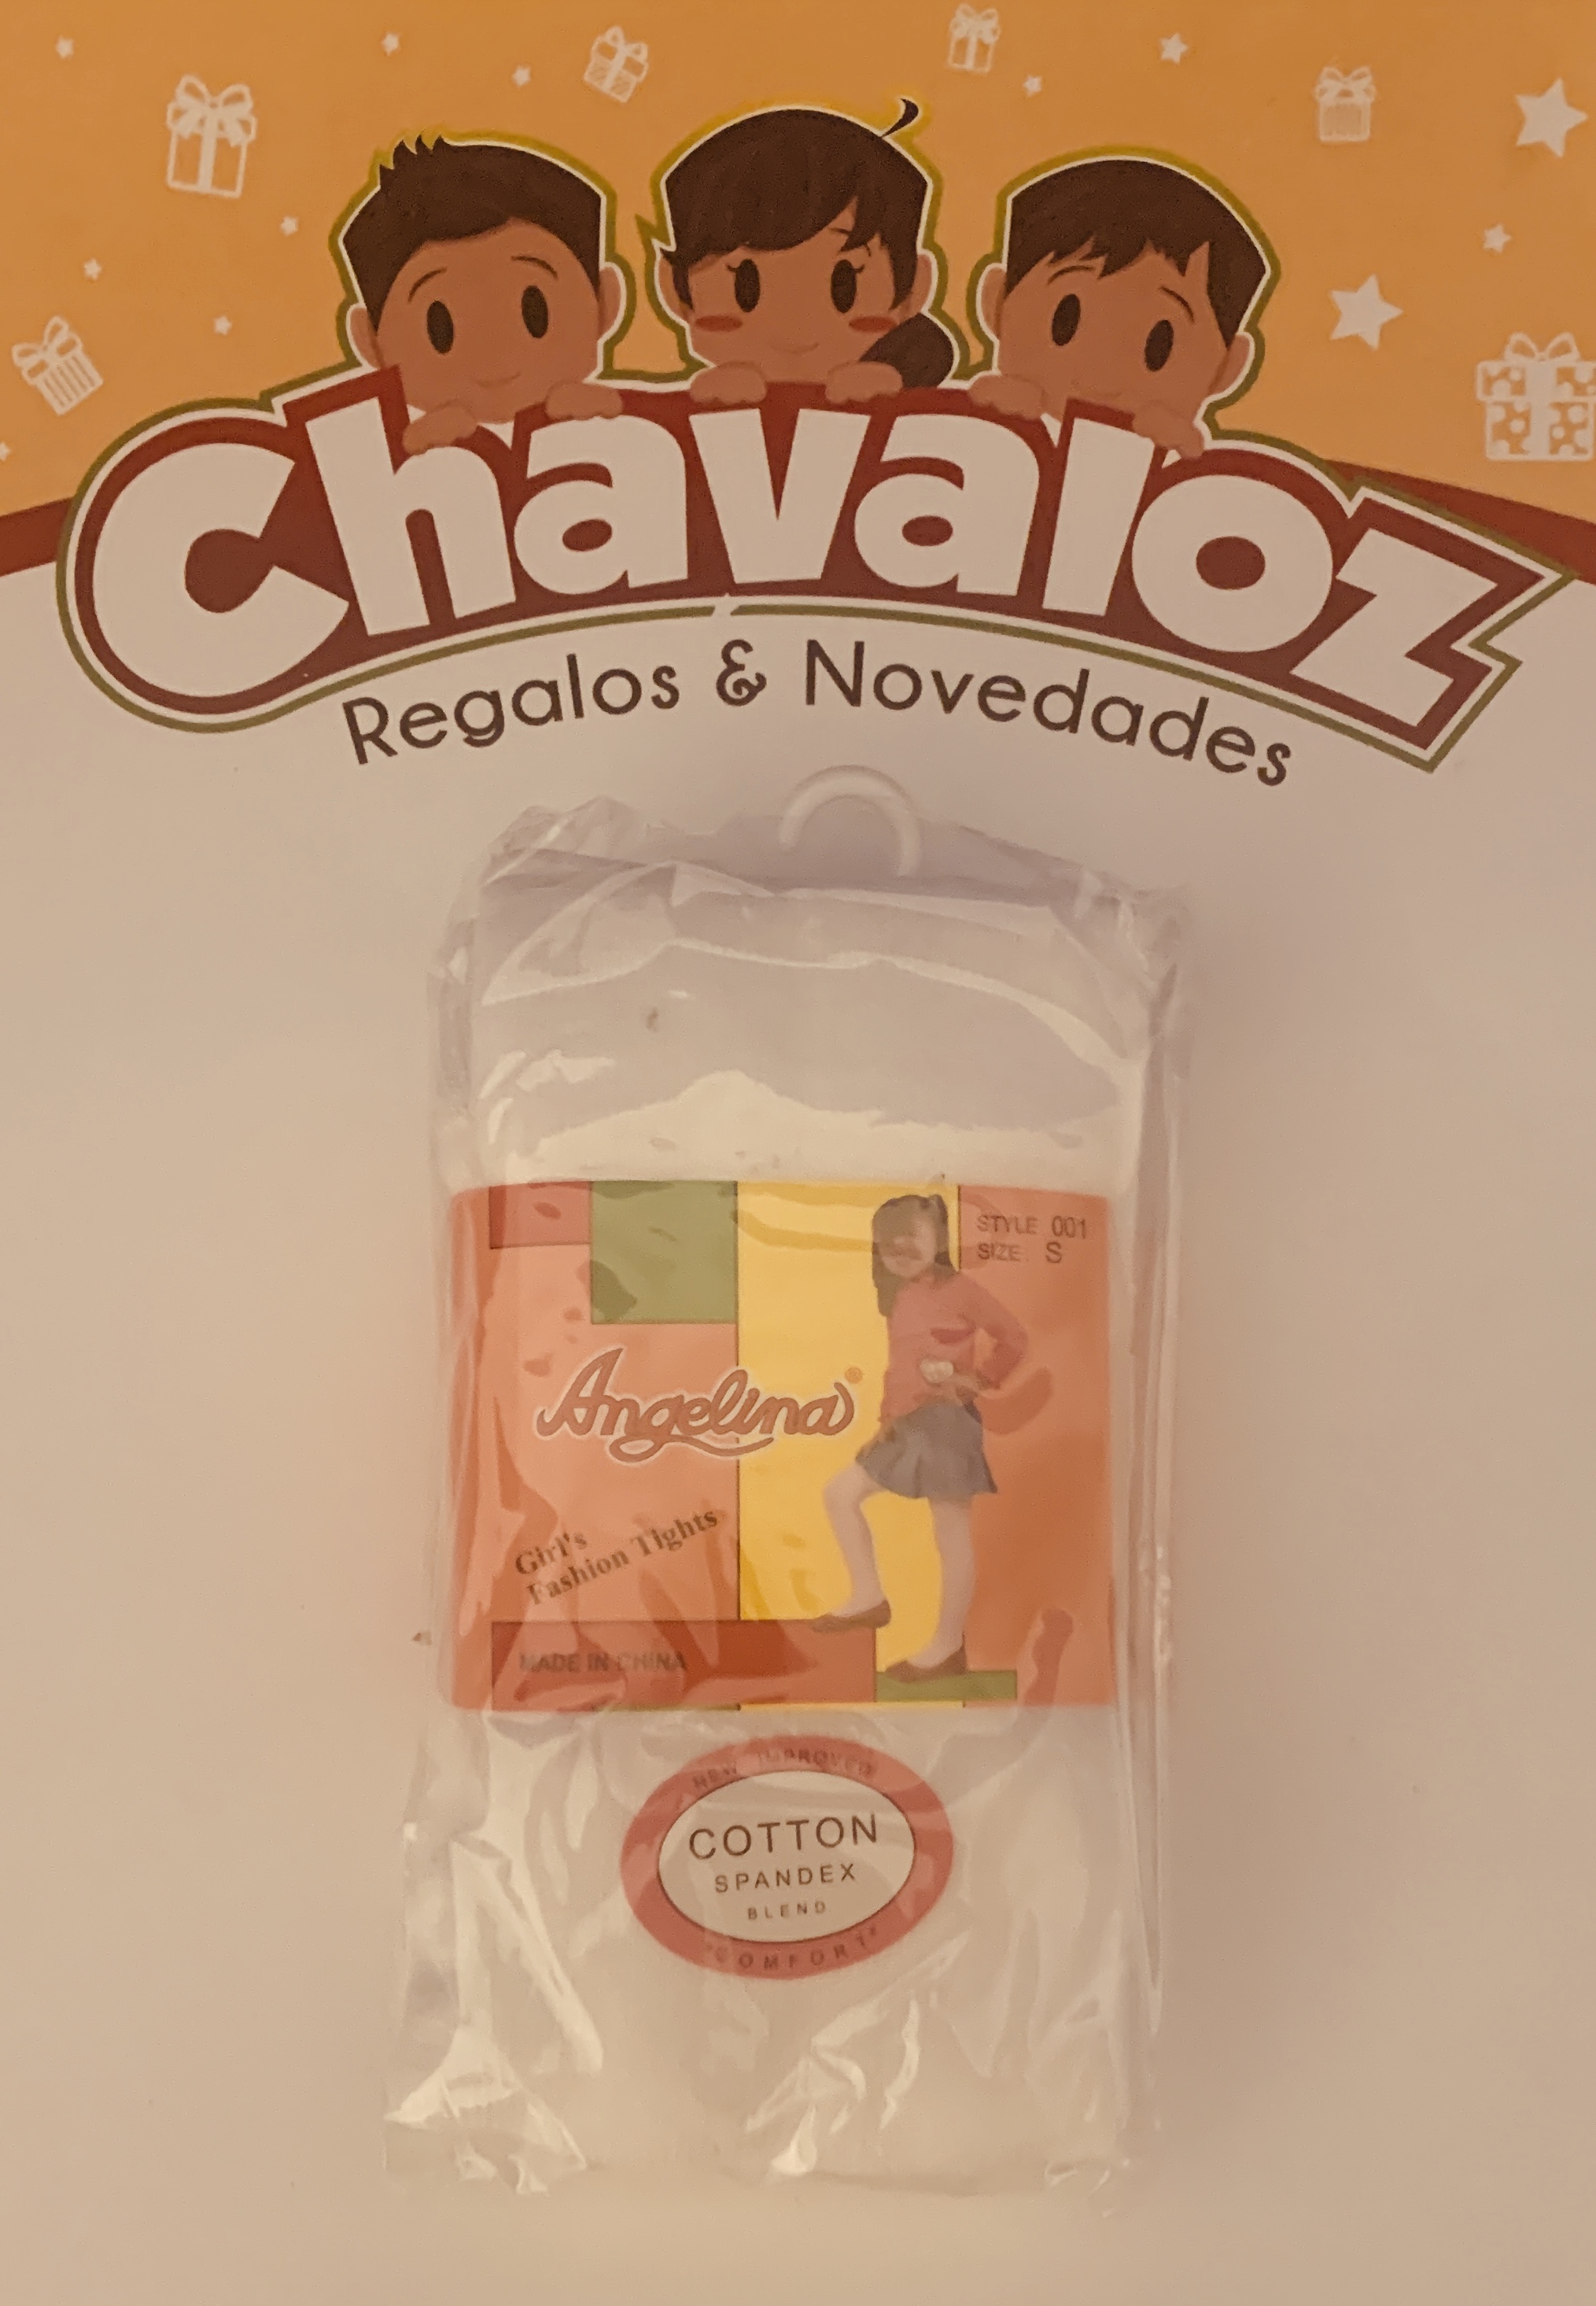 Chavaloz
Regalos & Novedades
STYLE 001
SIZE. S
Angelina®
Girl's
Fashion Tights
MADE IN CHINA
NEW IMPROVED
COTTON
SPANDEX
BLEND
"COMFORT"